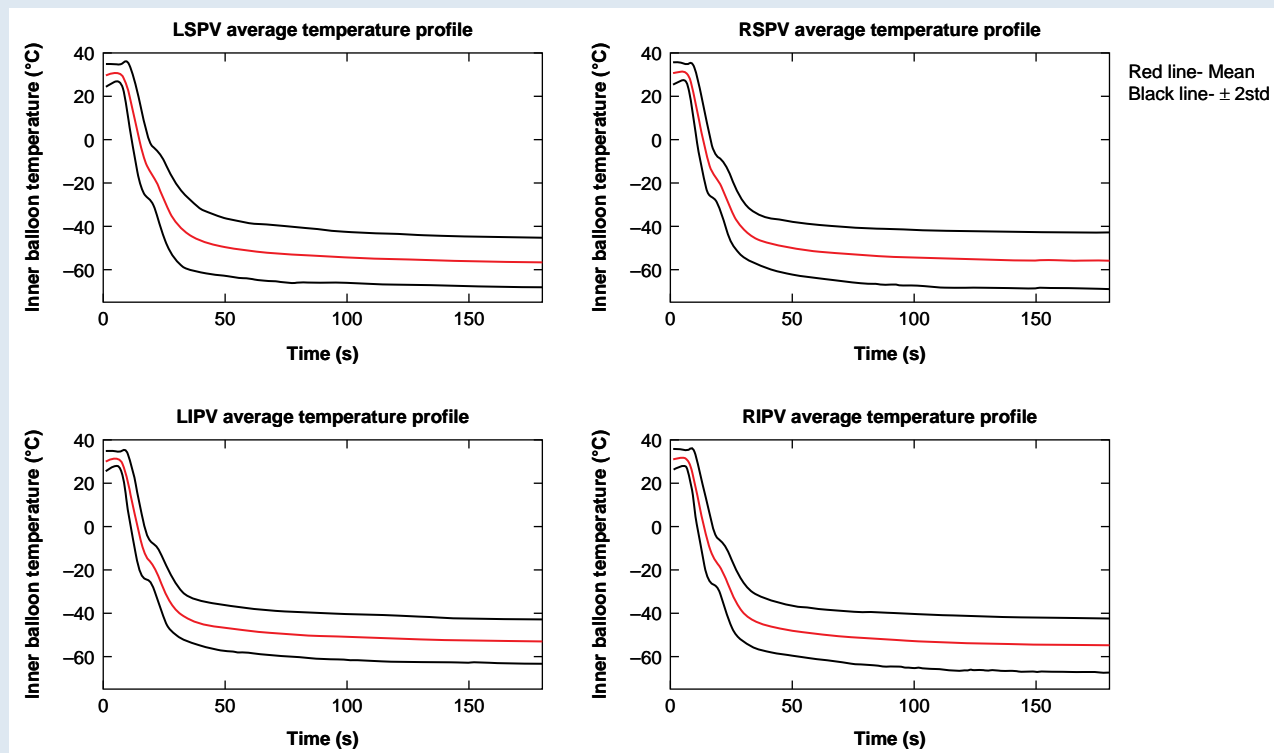 LSPV average temperature profile
Inner balloon temperature (°C)
40
20
0
–20
–40
–60
0
50
100
150
Time (s)
RSPV average temperature profile
Inner balloon temperature (°C)
40
20
0
–20
–40
–60
0
50
100
150
Time (s)
Red line- Mean
Black line- ± 2std
LIPV average temperature profile
Inner balloon temperature (°C)
40
20
0
–20
–40
–60
0
50
100
150
Time (s)
RIPV average temperature profile
Inner balloon temperature (°C)
40
20
0
–20
–40
–60
0
50
100
150
Time (s)